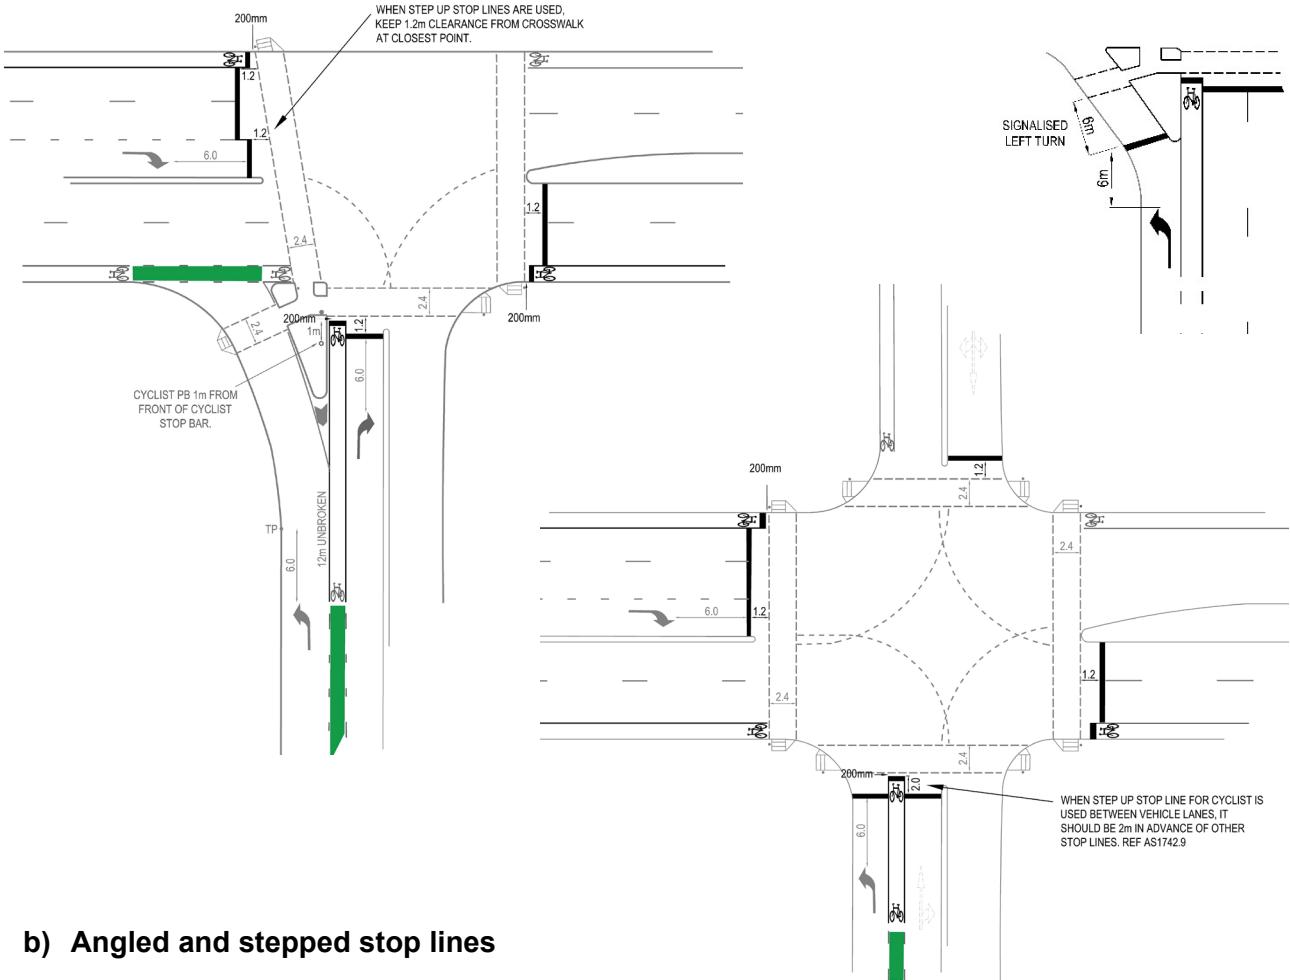 WHEN STEP UP STOP LINES ARE USED,
KEEP 1.2m CLEARANCE FROM CROSSWALK
AT CLOSEST POINT.
200mm
1.2
1.2
6.0
2.4
1.2
2.4
200mm
200mm
1m
1.2
2.4
6.0
CYCLIST PB 1m FROM
FRONT OF CYCLIST
STOP BAR.
12m UNBROKEN
TP
6.0
SIGNALISED
LEFT TURN
6m
6m
200mm
1.2
2.4
2.4
6.0
1.2
1.2
2.4
2.4
200mm
2.0
6.0
WHEN STEP UP STOP LINE FOR CYCLIST IS
USED BETWEEN VEHICLE LANES, IT
SHOULD BE 2m IN ADVANCE OF OTHER
STOP LINES. REF AS1742.9
b) Angled and stepped stop lines